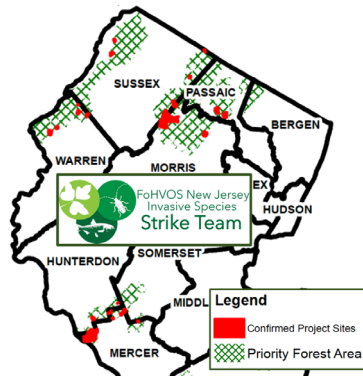 SUSSEX
PASSAIC
BERGEN
WARREN
MORRIS
EX
HUDSON
FoHVOS New Jersey
Invasive Species
Strike Team
HUNTERDON
SOMERSET
MIDDL
MERCER
Legend
Confirmed Project Sites
Priority Forest Area